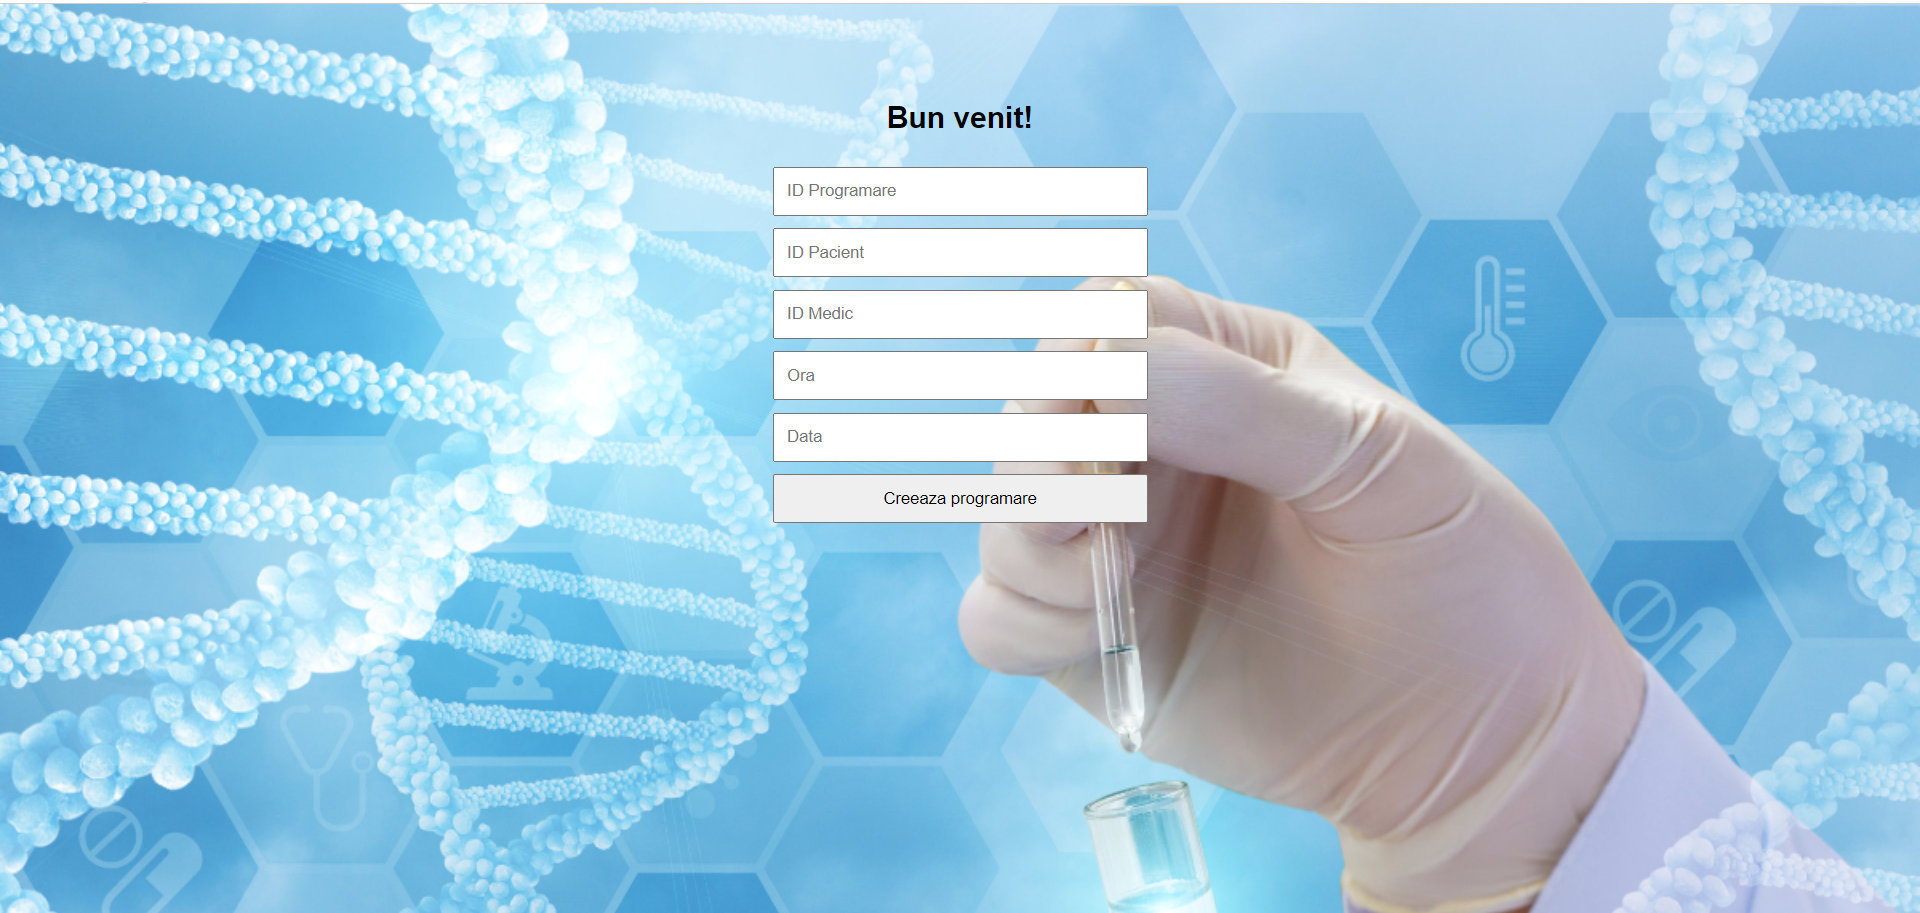 Bun venit!
ID Programare
ID Pacient
ID Medic
Ora
Data
Creeaza programare